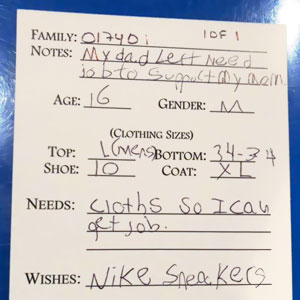 FAMILY: 01740i 1 OF 1
NOTES: My dad Left need
job to Support My mem.
AGE: 16 GENDER: M
(CLOTHING SIZES)
TOP: L (mens) BOTTOM: 34-34
SHOE: 10 COAT: XL
NEEDS: Cloths So I can
get job.
WISHES: Nike Sneakers